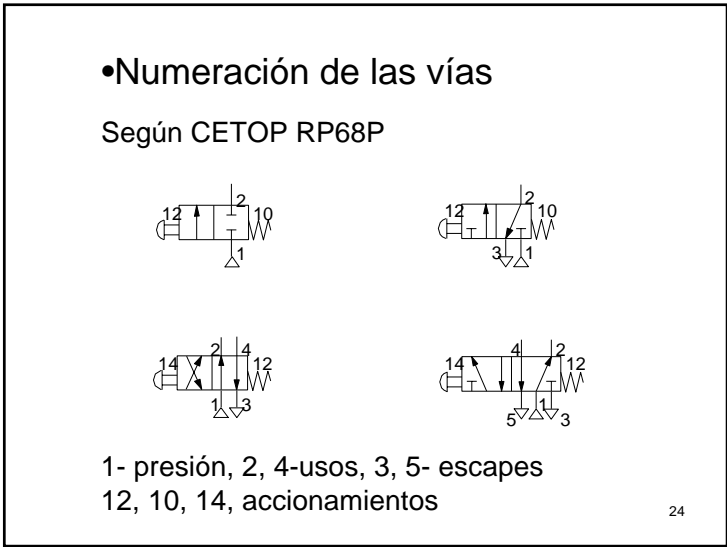 •Numeración de las vías
Según CETOP RP68P
12 2 10
1
12 2 10
3 1
14 2 4 12
1 3
14 4 2 12
5 1 3
1- presión, 2, 4-usos, 3, 5- escapes
12, 10, 14, accionamientos
24